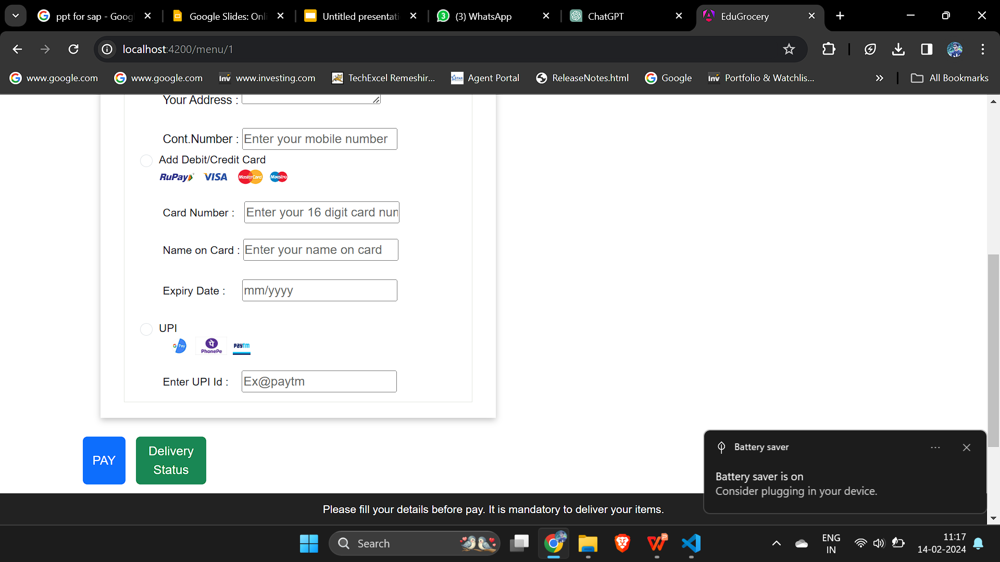 ppt for sap - Goog
Google Slides: Onli
Untitled presentati
(3) WhatsApp
ChatGPT
EduGrocery
localhost:4200/menu/1
www.google.com
www.google.com
Inv
www.investing.com
TechExcel Remeshir...
Agent Portal
ReleaseNotes.html
Google
Inv
Portfolio & Watchlis...
All Bookmarks
Your Address :
Cont.Number :
Enter your mobile number
Add Debit/Credit Card
RuPay
VISA
MasterCard
Maestro
Card Number :
Enter your 16 digit card nur
Name on Card :
Enter your name on card
Expiry Date :
mm/yyyy
UPI
G Pay
पे
PhonePe
paytm
Enter UPI Id :
Ex@paytm
PAY
Delivery
Status
Battery saver
Battery saver is on
Consider plugging in your device.
Please fill your details before pay. It is mandatory to deliver your items.
Search
ENG
IN
11:17
14-02-2024